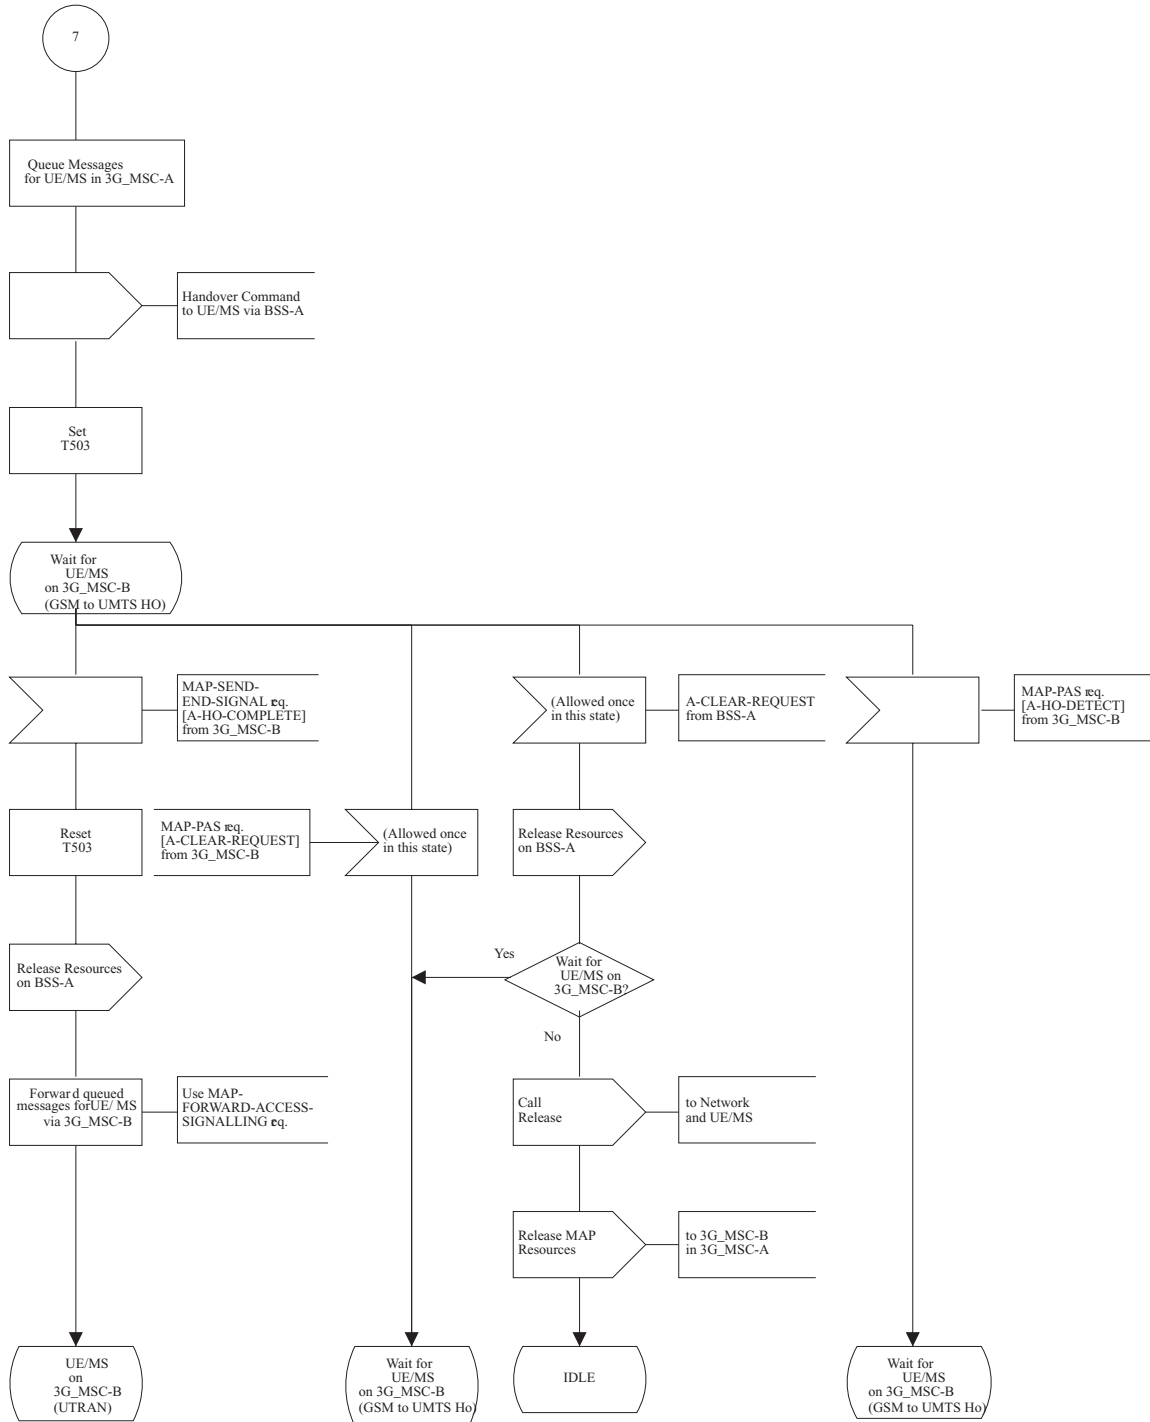 7
Queue Messages
for UE/MS in 3G_MSC-A
Handover Command
to UE/MS via BSS-A
Set
T503
Wait for
UE/MS
on 3G_MSC-B
(GSM to UMTS HO)
MAP-SEND-
END-SIGNAL req.
[A-HO-COMPLETE]
from 3G_MSC-B
(Allowed once
in this state)
A-CLEAR-REQUEST
from BSS-A
MAP-PAS req.
[A-HO-DETECT]
from 3G_MSC-B
Reset
T503
MAP-PAS req.
[A-CLEAR-REQUEST]
from 3G_MSC-B
(Allowed once
in this state)
Release Resources
on BSS-A
Release Resources
on BSS-A
Yes
Wait for
UE/MS on
3G_MSC-B?
No
Forward queued
messages forUE/ MS
via 3G_MSC-B
Use MAP-
FORWARD-ACCESS-
SIGNALLING req.
Call
Release
to Network
and UE/MS
Release MAP
Resources
to 3G_MSC-B
in 3G_MSC-A
UE/MS
on
3G_MSC-B
(UTRAN)
Wait for
UE/MS
on 3G_MSC-B
(GSM to UMTS Ho)
IDLE
Wait for
UE/MS
on 3G_MSC-B
(GSM to UMTS Ho)